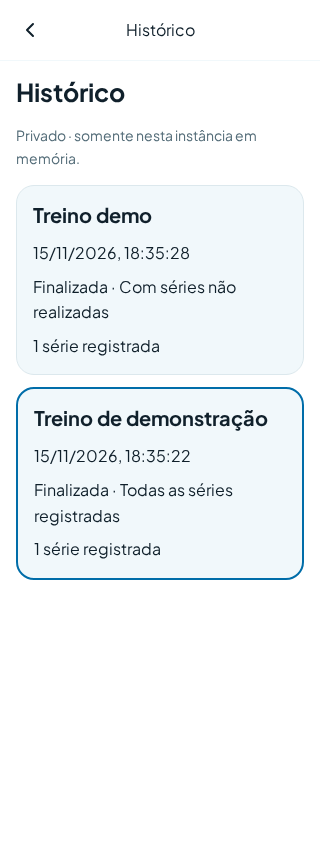 Histórico
Histórico
Privado · somente nesta instância em
memória.
Treino demo
15/11/2026, 18:35:28
Finalizada · Com séries não
realizadas
1 série registrada
Treino de demonstração
15/11/2026, 18:35:22
Finalizada · Todas as séries
registradas
1 série registrada